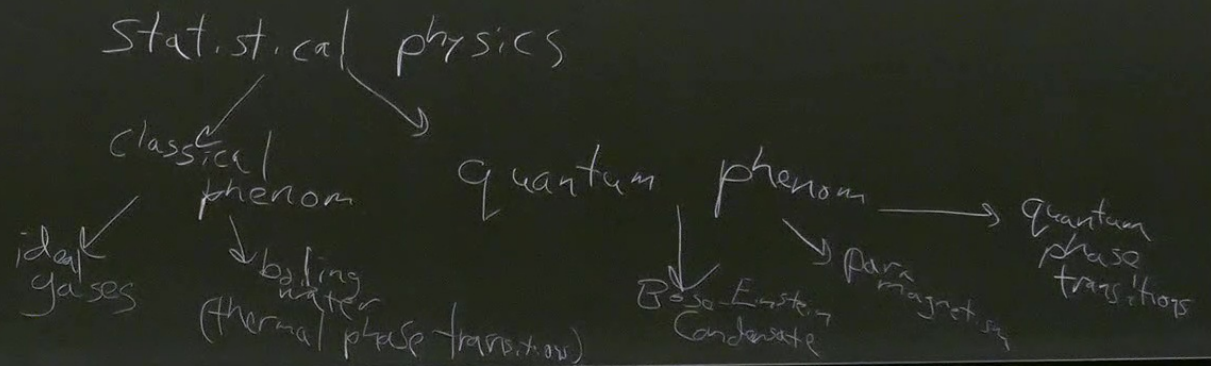 Statistical physics
classical
phenom
quantum phenom
ideal
gases
boiling
water
(thermal phase transitions)
Bose-Einstein
Condensate
para
magnetism
quantum
phase
transitions